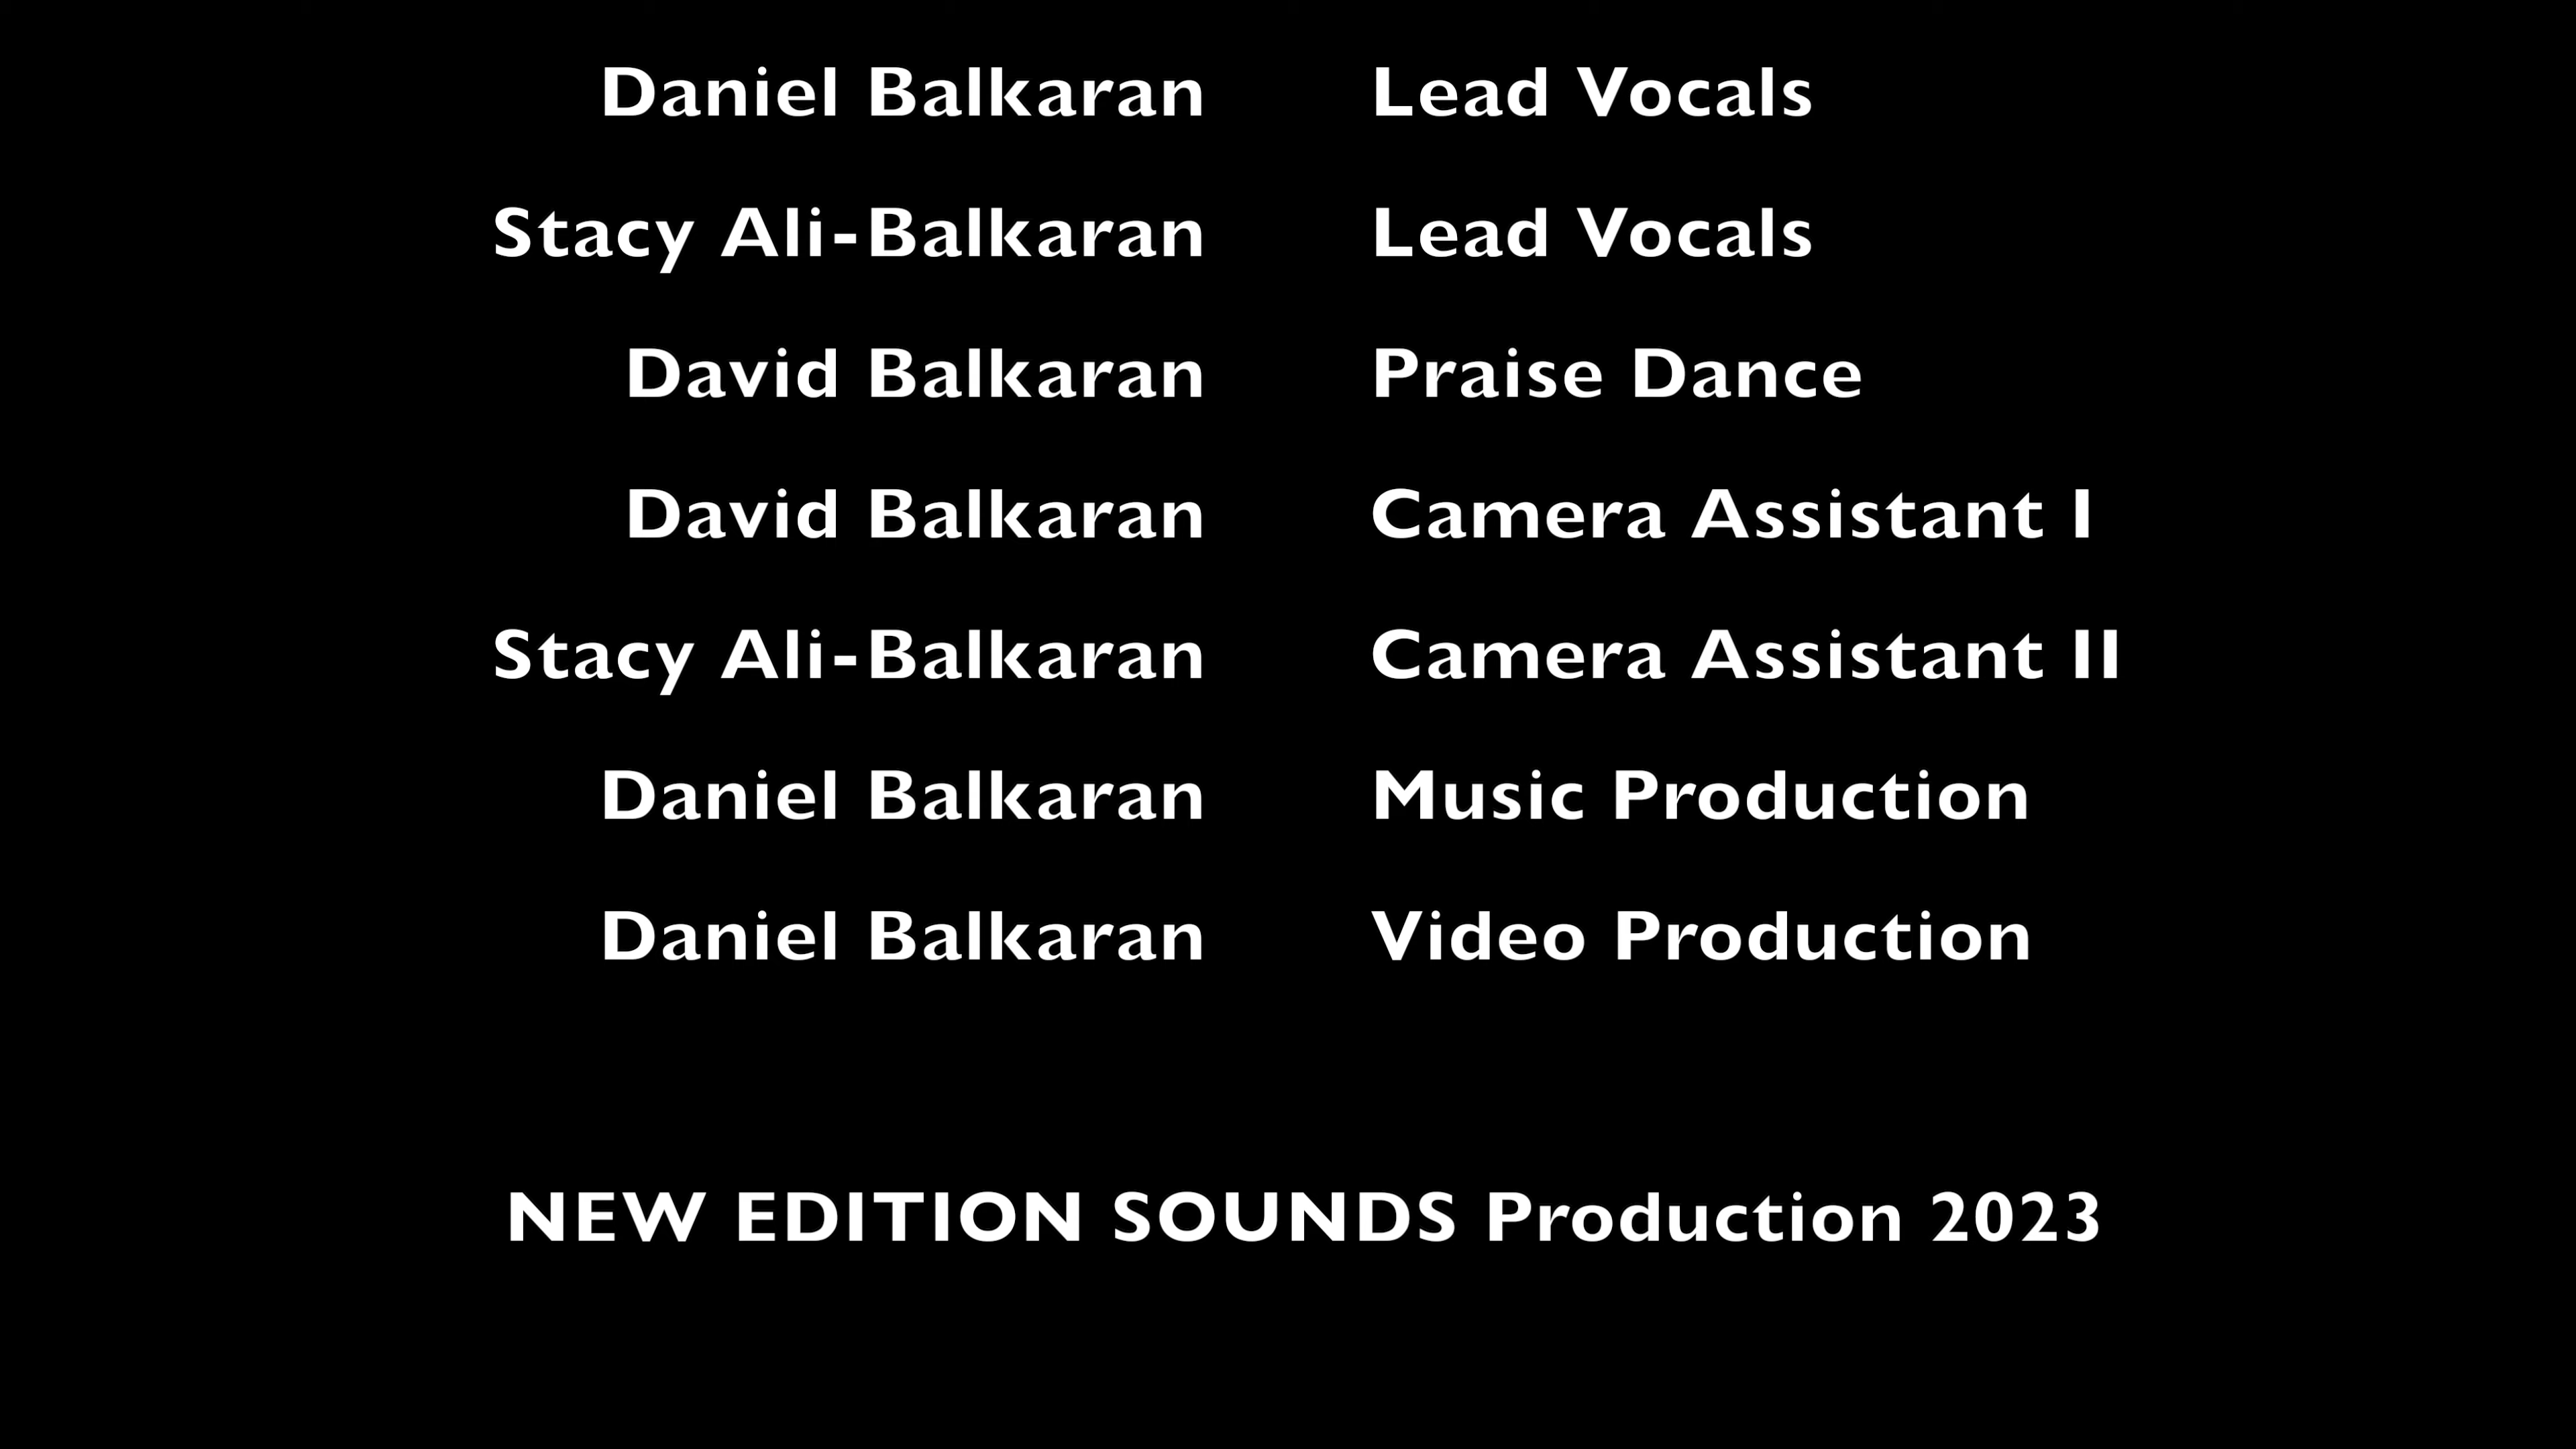 Daniel Balkaran Lead Vocals
Stacy Ali-Balkaran Lead Vocals
David Balkaran Praise Dance
David Balkaran Camera Assistant I
Stacy Ali-Balkaran Camera Assistant II
Daniel Balkaran Music Production
Daniel Balkaran Video Production
NEW EDITION SOUNDS Production 2023